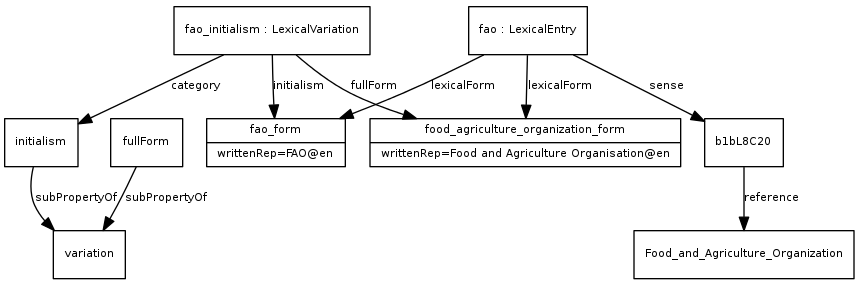 fao_initialism : LexicalVariation
fao : LexicalEntry
category
initialism
fullForm
lexicalForm
lexicalForm
sense
initialism
fullForm
fao_form
writtenRep=FAO@en
food_agriculture_organization_form
writtenRep=Food and Agriculture Organisation@en
b1bL8C20
subPropertyOf
subPropertyOf
reference
variation
Food_and_Agriculture_Organization